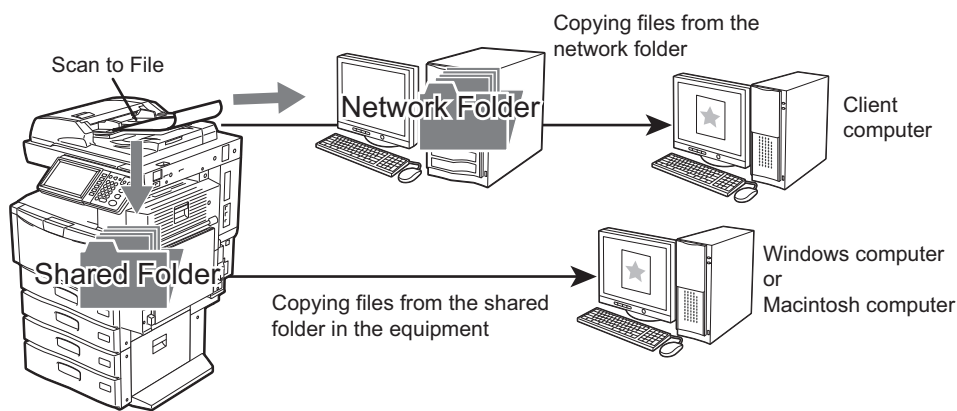 Copying files from the
network folder
Scan to File
Network Folder
Client
computer
Shared Folder
Windows computer
or
Macintosh computer
Copying files from the shared
folder in the equipment